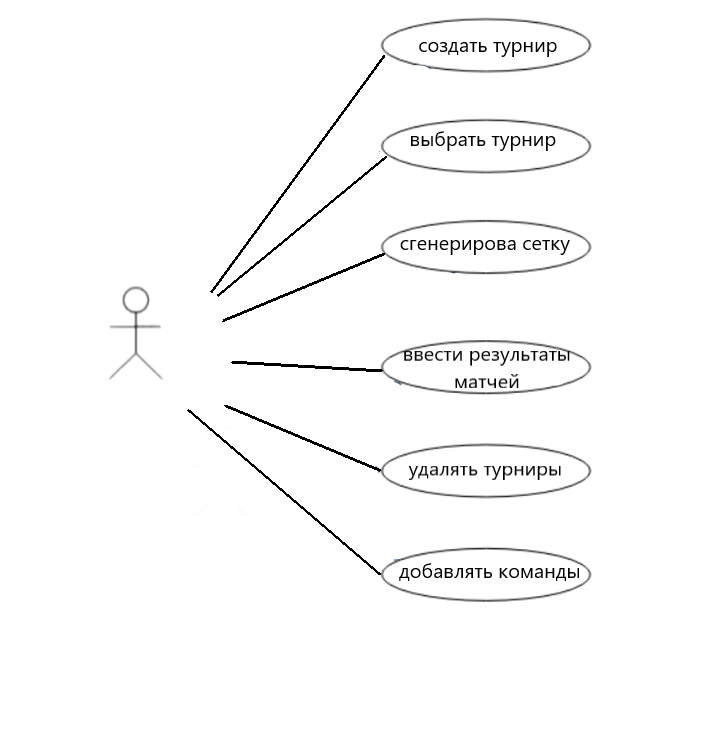 создать турнир
выбрать турнир
сгенерирова сетку
ввести результаты
матчей
удалять турниры
добавлять команды